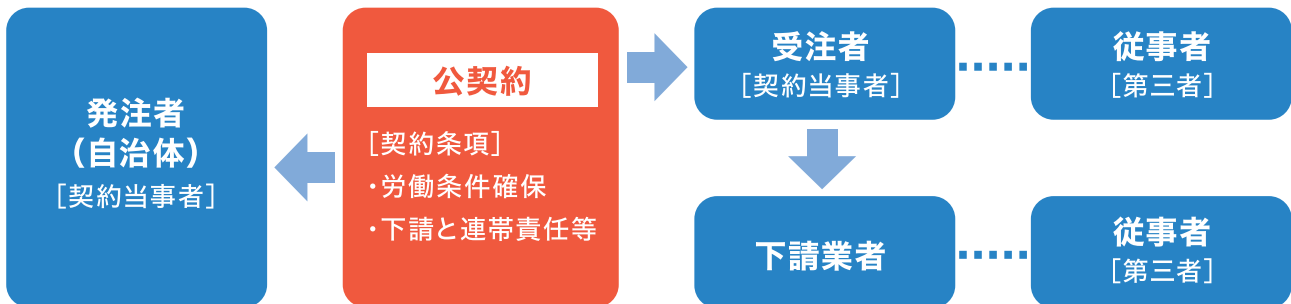 発注者
（自治体）
［契約当事者］
公契約
［契約条項］
・労働条件確保
・下請と連帯責任等
受注者
［契約当事者］
従事者
［第三者］
下請業者
従事者
［第三者］